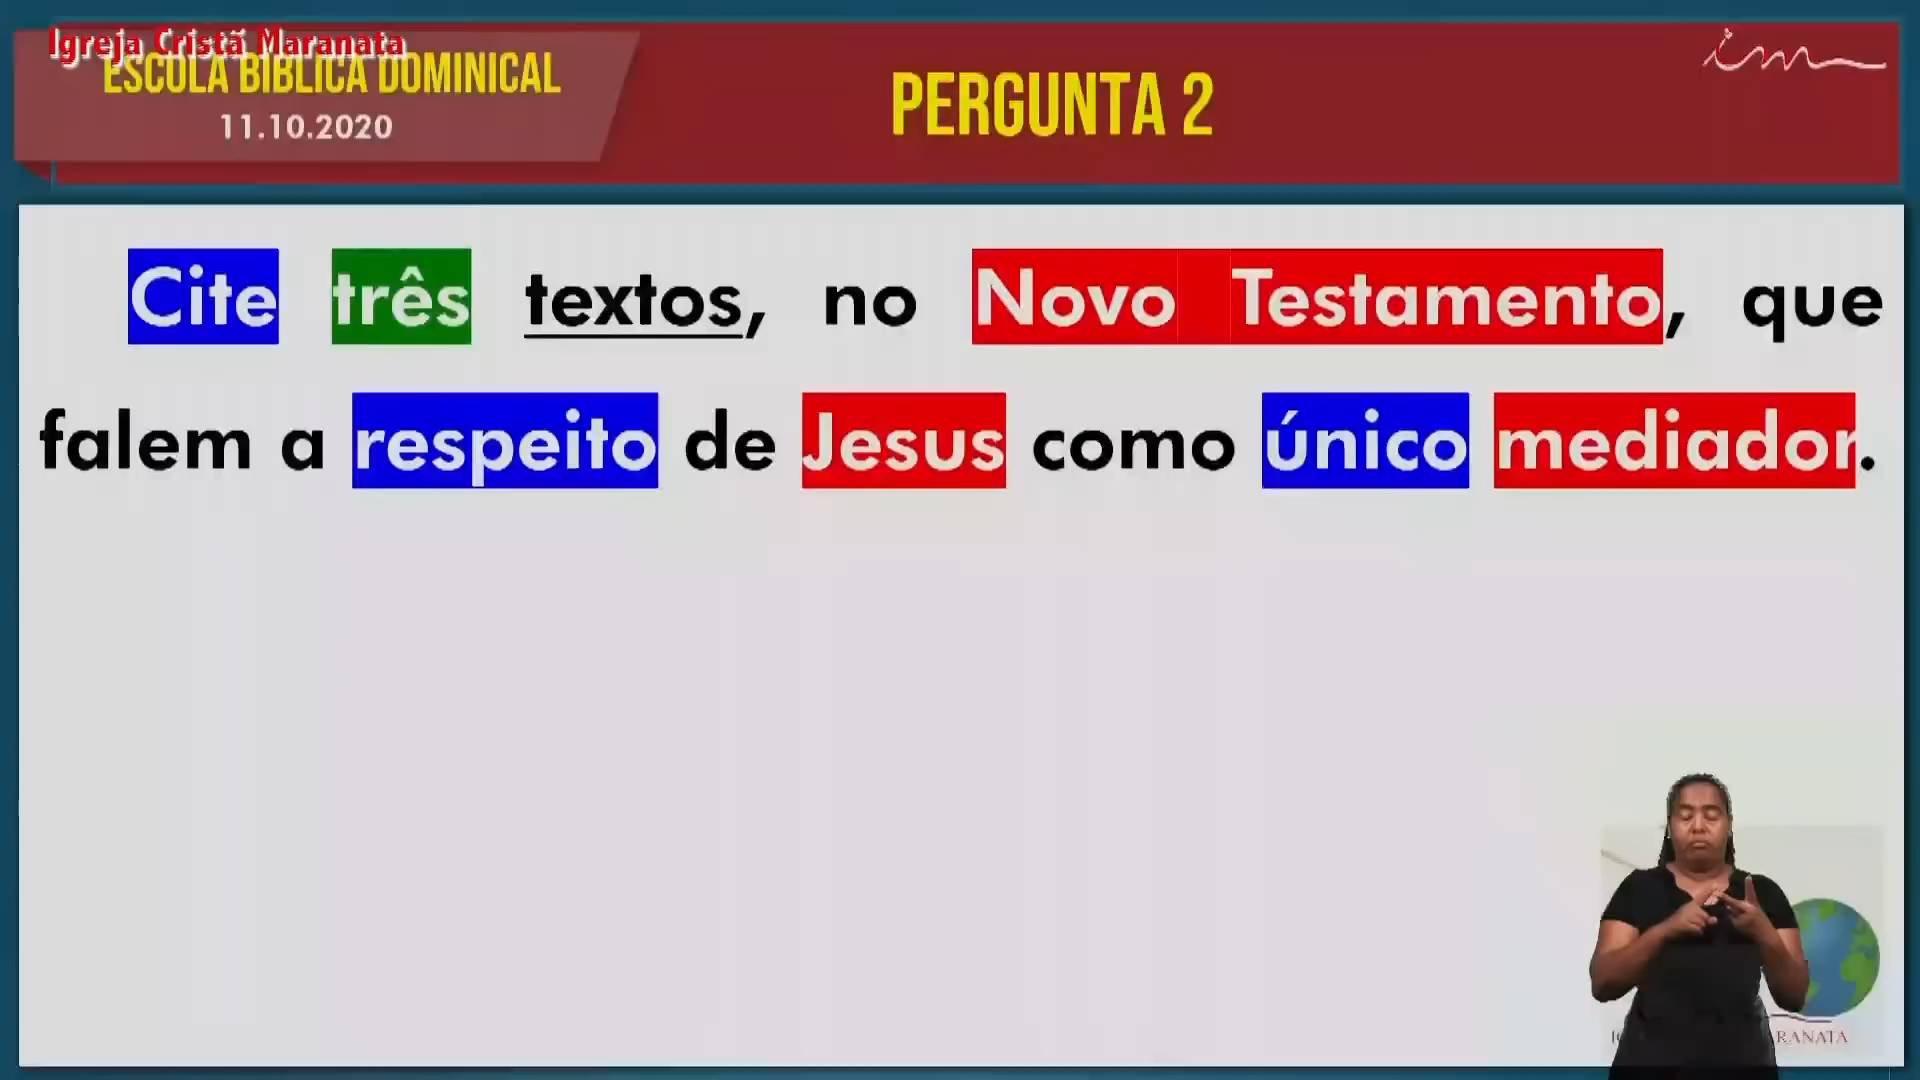 Igreja Cristã Maranata
ESCOLA BÍBLICA DOMINICAL
11.10.2020
PERGUNTA 2
Cite três textos, no Novo Testamento, que
falem a respeito de Jesus como único mediador.